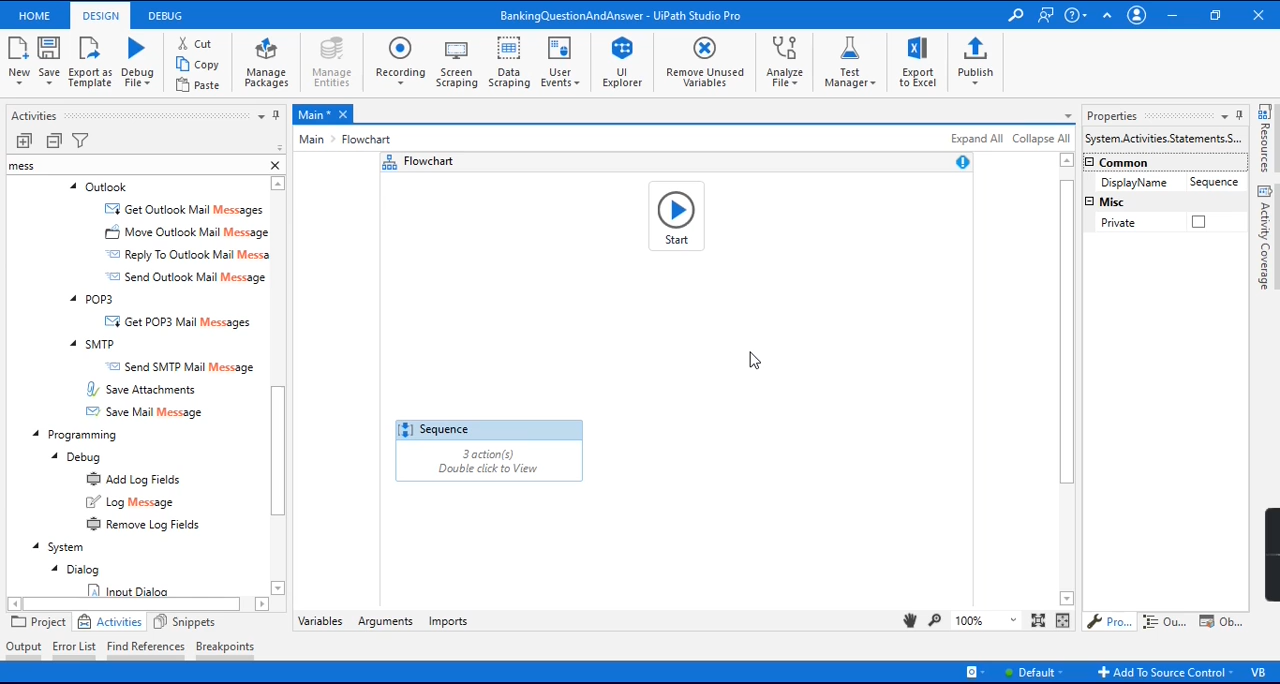 HOME DESIGN DEBUG BankingQuestionAndAnswer - UiPath Studio Pro
New Save Export as Template Debug File Cut Copy Paste Manage Packages Manage Entities Recording Screen Scraping Data Scraping User Events UI Explorer Remove Unused Variables Analyze File Test Manager Export to Excel Publish
Activities
mess
Outlook
Get Outlook Mail Messages
Move Outlook Mail Message
Reply To Outlook Mail Messa
Send Outlook Mail Message
POP3
Get POP3 Mail Messages
SMTP
Send SMTP Mail Message
Save Attachments
Save Mail Message
Programming
Debug
Add Log Fields
Log Message
Remove Log Fields
System
Dialog
Input Dialog
Project Activities Snippets
Main *
Main > Flowchart Expand All Collapse All
Flowchart
Start
Sequence
3 action(s)
Double click to View
Variables Arguments Imports 100%
Properties
System.Activities.Statements.S...
Common
DisplayName Sequence
Misc
Private
Pro... Ou... Ob...
Resources
Activity Coverage
Output Error List Find References Breakpoints
Default + Add To Source Control VB